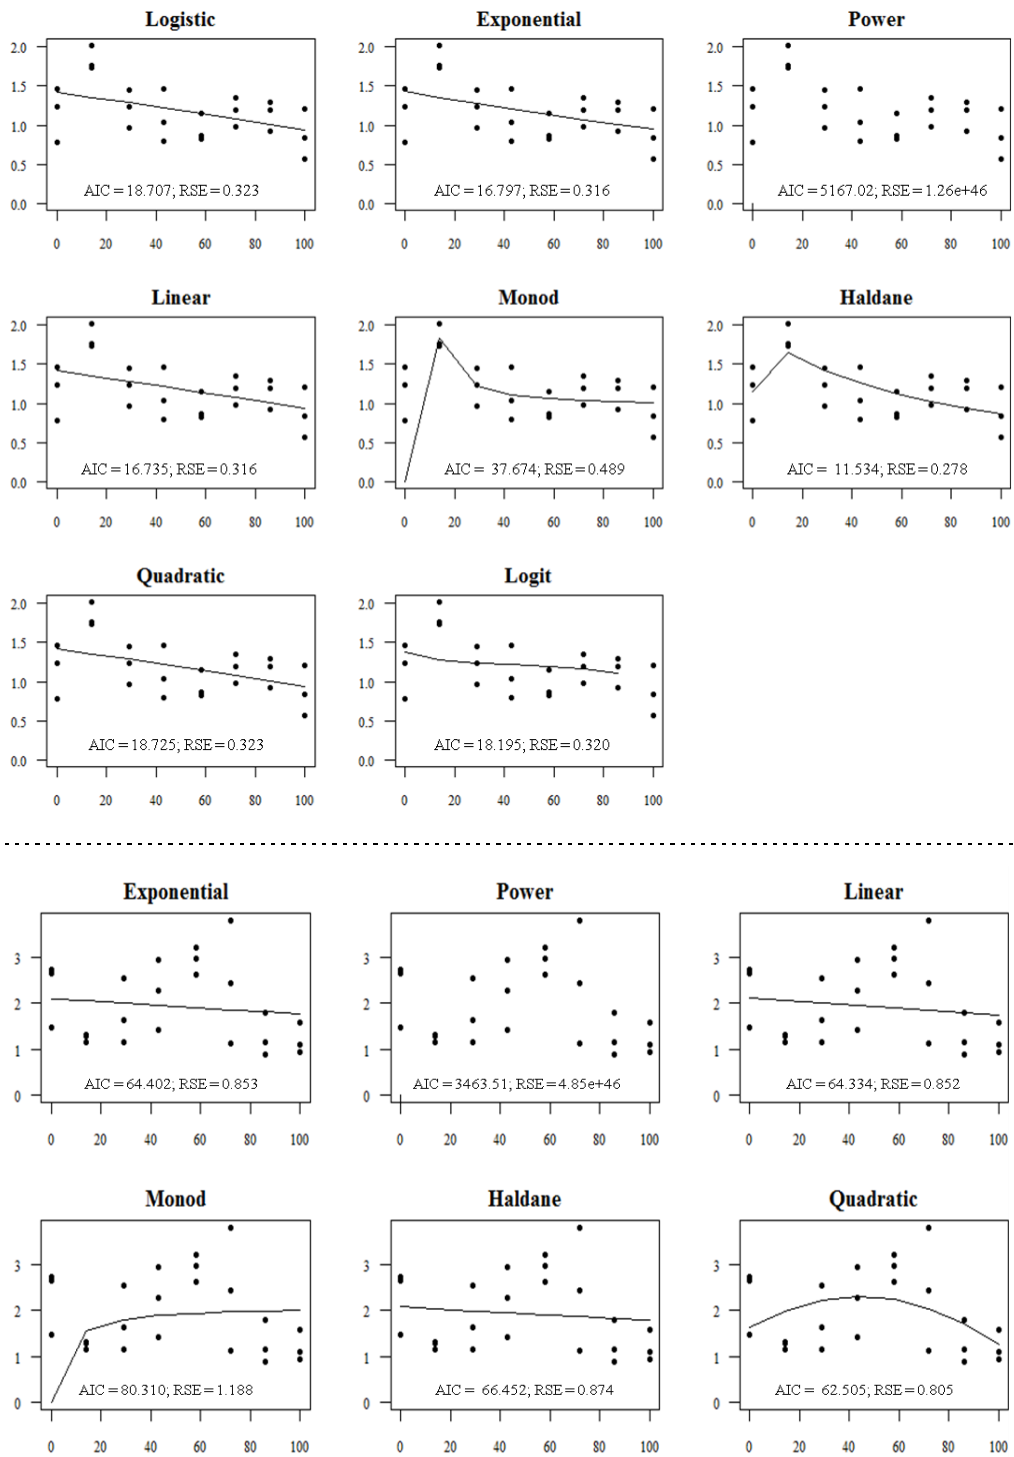 Logistic
2.0
1.5
1.0
0.5
0.0
AIC = 18.707; RSE = 0.323
0 20 40 60 80 100
Exponential
2.0
1.5
1.0
0.5
0.0
AIC = 16.797; RSE = 0.316
0 20 40 60 80 100
Power
2.0
1.5
1.0
0.5
0.0
AIC = 5167.02; RSE = 1.26e+46
0 20 40 60 80 100
Linear
2.0
1.5
1.0
0.5
0.0
AIC = 16.735; RSE = 0.316
0 20 40 60 80 100
Monod
2.0
1.5
1.0
0.5
0.0
AIC = 37.674; RSE = 0.489
0 20 40 60 80 100
Haldane
2.0
1.5
1.0
0.5
0.0
AIC = 11.534; RSE = 0.278
0 20 40 60 80 100
Quadratic
2.0
1.5
1.0
0.5
0.0
AIC = 18.725; RSE = 0.323
0 20 40 60 80 100
Logit
2.0
1.5
1.0
0.5
0.0
AIC = 18.195; RSE = 0.320
0 20 40 60 80 100
Exponential
3
2
1
0
AIC = 64.402; RSE = 0.853
0 20 40 60 80 100
Power
3
2
1
0
AIC = 3463.51; RSE = 4.85e+46
0 20 40 60 80 100
Linear
3
2
1
0
AIC = 64.334; RSE = 0.852
0 20 40 60 80 100
Monod
3
2
1
0
AIC = 80.310; RSE = 1.188
0 20 40 60 80 100
Haldane
3
2
1
0
AIC = 66.452; RSE = 0.874
0 20 40 60 80 100
Quadratic
3
2
1
0
AIC = 62.505; RSE = 0.805
0 20 40 60 80 100